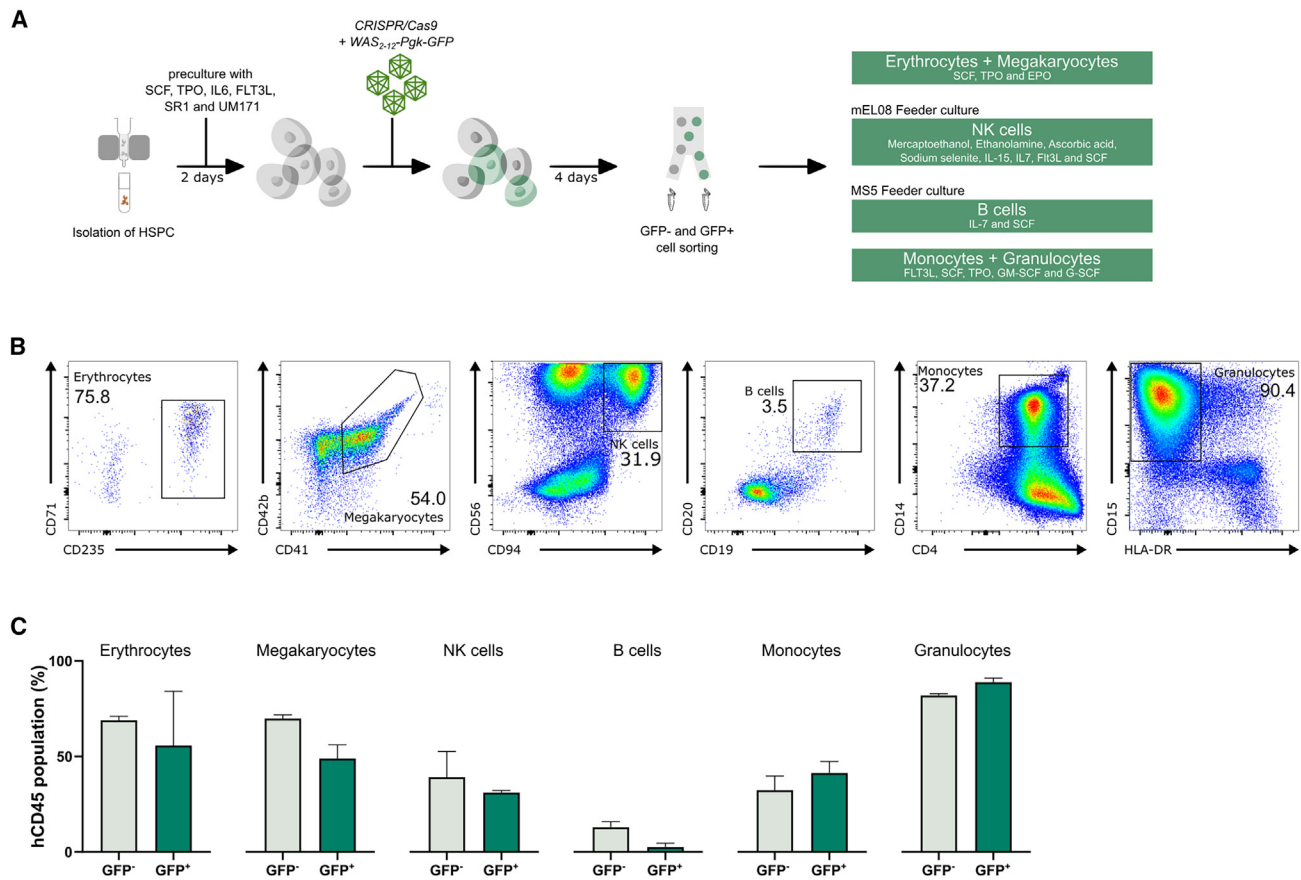 A
CRISPR/Cas9
+ WAS2-12-Pgk-GFP
preculture with
SCF, TPO, IL6, FLT3L,
SR1 and UM171
2 days
4 days
Isolation of HSPC
GFP- and GFP+
cell sorting
Erythrocytes + Megakaryocytes
SCF, TPO and EPO
mEL08 Feeder culture
NK cells
Mercaptoethanol, Ethanolamine, Ascorbic acid,
Sodium selenite, IL-15, IL7, Flt3L and SCF
MS5 Feeder culture
B cells
IL-7 and SCF
Monocytes + Granulocytes
FLT3L, SCF, TPO, GM-SCF and G-SCF
B
Erythrocytes
75.8
CD71
CD235
54.0
Megakaryocytes
CD42b
CD41
NK cells
31.9
CD56
CD94
B cells
3.5
CD20
CD19
Monocytes
37.2
CD14
CD4
Granulocytes
90.4
CD15
HLA-DR
C
hCD45 population (%)
100
50
0
Erythrocytes
GFP- GFP+
Megakaryocytes
GFP- GFP+
NK cells
GFP- GFP+
B cells
GFP- GFP+
Monocytes
GFP- GFP+
Granulocytes
GFP- GFP+